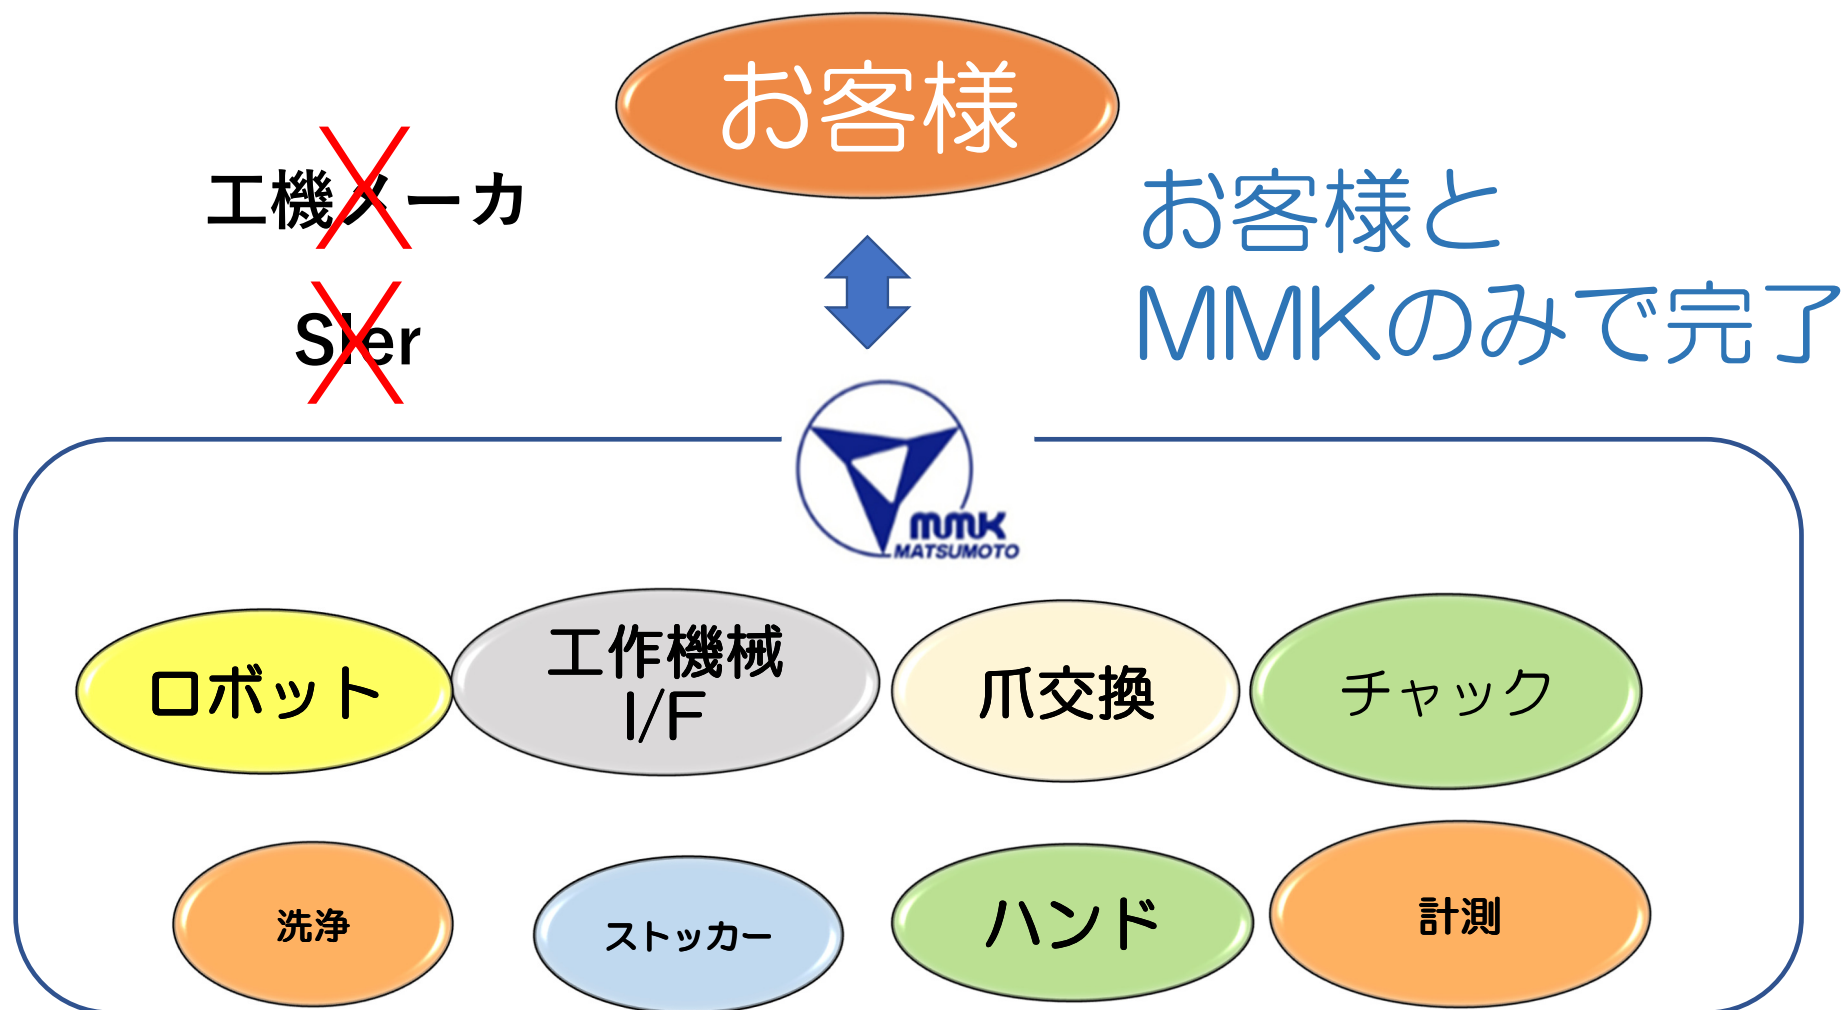 お客様
工機メーカ
SIer
お客様と
MMKのみで完了
MMK
MATSUMOTO
ロボット
工作機械
I/F
爪交換
チャック
洗浄
ストッカー
ハンド
計測